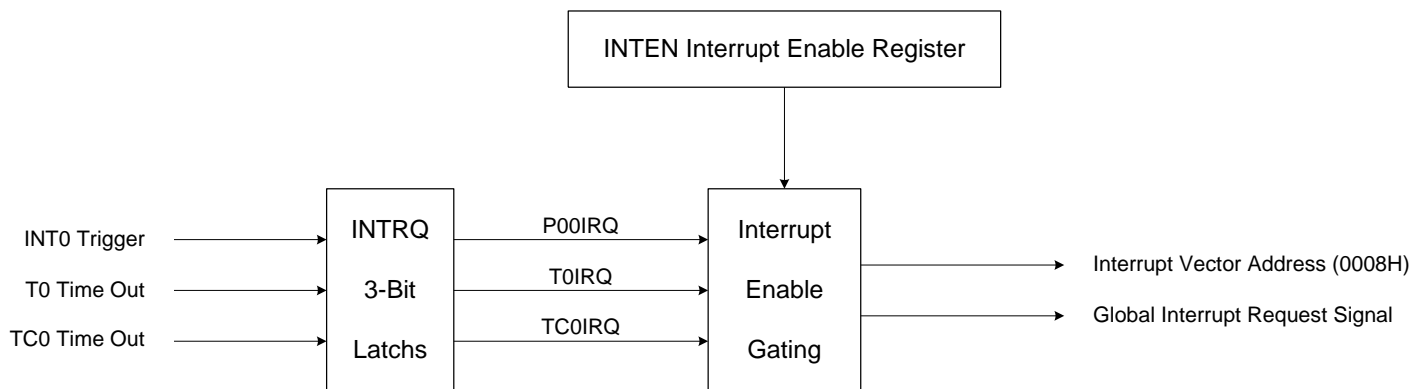 INTEN Interrupt Enable Register
INT0 Trigger
T0 Time Out
TC0 Time Out
INTRQ
3-Bit
Latchs
P00IRQ
T0IRQ
TC0IRQ
Interrupt
Enable
Gating
Interrupt Vector Address (0008H)
Global Interrupt Request Signal